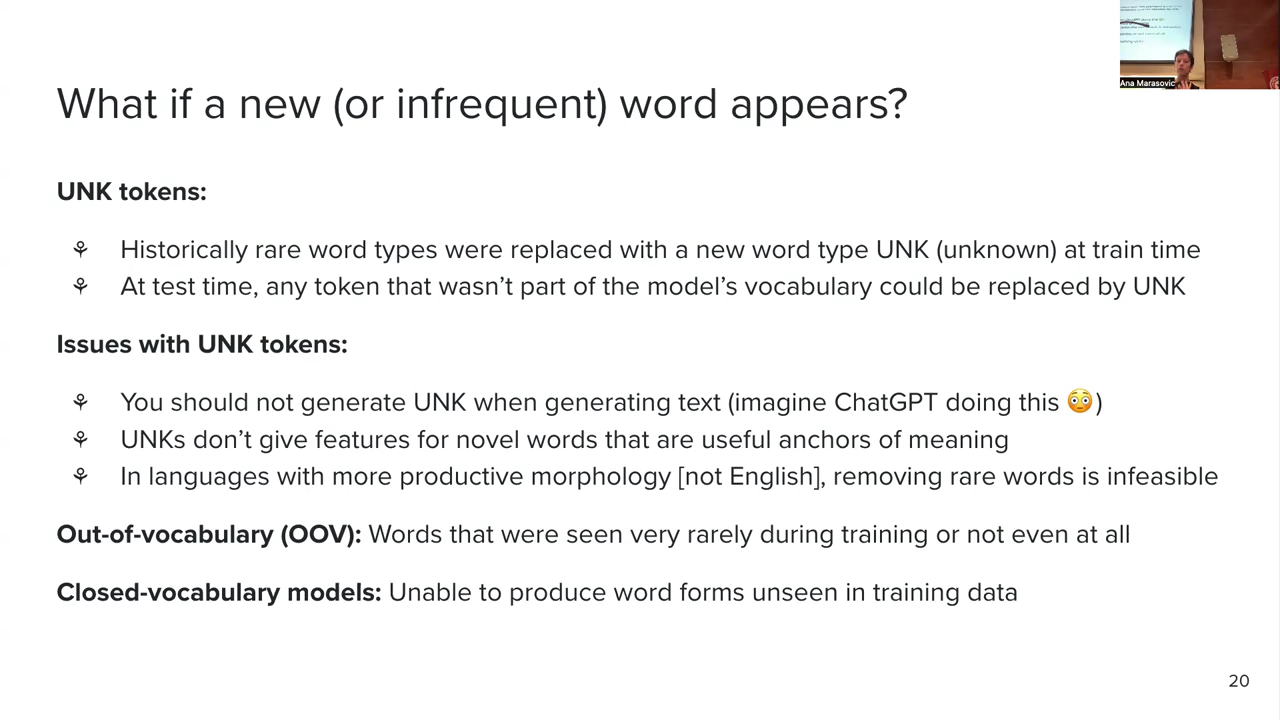 What if a new (or infrequent) word appears?
Ana Marasovic
UNK tokens:
⚘ Historically rare word types were replaced with a new word type UNK (unknown) at train time
⚘ At test time, any token that wasn’t part of the model’s vocabulary could be replaced by UNK
Issues with UNK tokens:
⚘ You should not generate UNK when generating text (imagine ChatGPT doing this 😳)
⚘ UNKs don’t give features for novel words that are useful anchors of meaning
⚘ In languages with more productive morphology [not English], removing rare words is infeasible
Out-of-vocabulary (OOV): Words that were seen very rarely during training or not even at all
Closed-vocabulary models: Unable to produce word forms unseen in training data
20